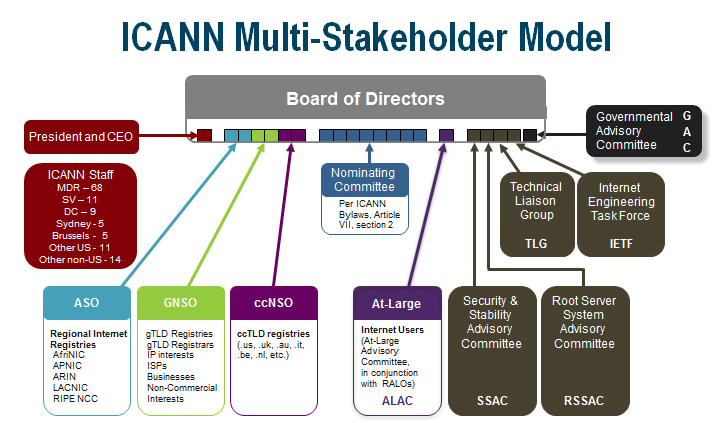 ICANN Multi-Stakeholder Model
Board of Directors
President and CEO
Governmental
Advisory
Committee
G
A
C
ICANN Staff
MDR – 68
SV – 11
DC – 9
Sydney - 5
Brussels - 5
Other US - 11
Other non-US - 14
Nominating
Committee
Per ICANN
Bylaws, Article
VII, section 2
Technical
Liaison
Group
TLG
Internet
Engineering
Task Force
IETF
ASO
Regional Internet
Registries
AfriNIC
APNIC
ARIN
LACNIC
RIPE NCC
GNSO
gTLD Registries
gTLD Registrars
IP interests
ISPs
Businesses
Non-Commercial
Interests
ccNSO
ccTLD registries
(.us, .uk, .au, .it,
.be, .nl, etc.)
At-Large
Internet Users
(At-Large
Advisory
Committee,
in conjunction
with RALOs)
ALAC
Security &
Stability
Advisory
Committee
SSAC
Root Server
System
Advisory
Committee
RSSAC